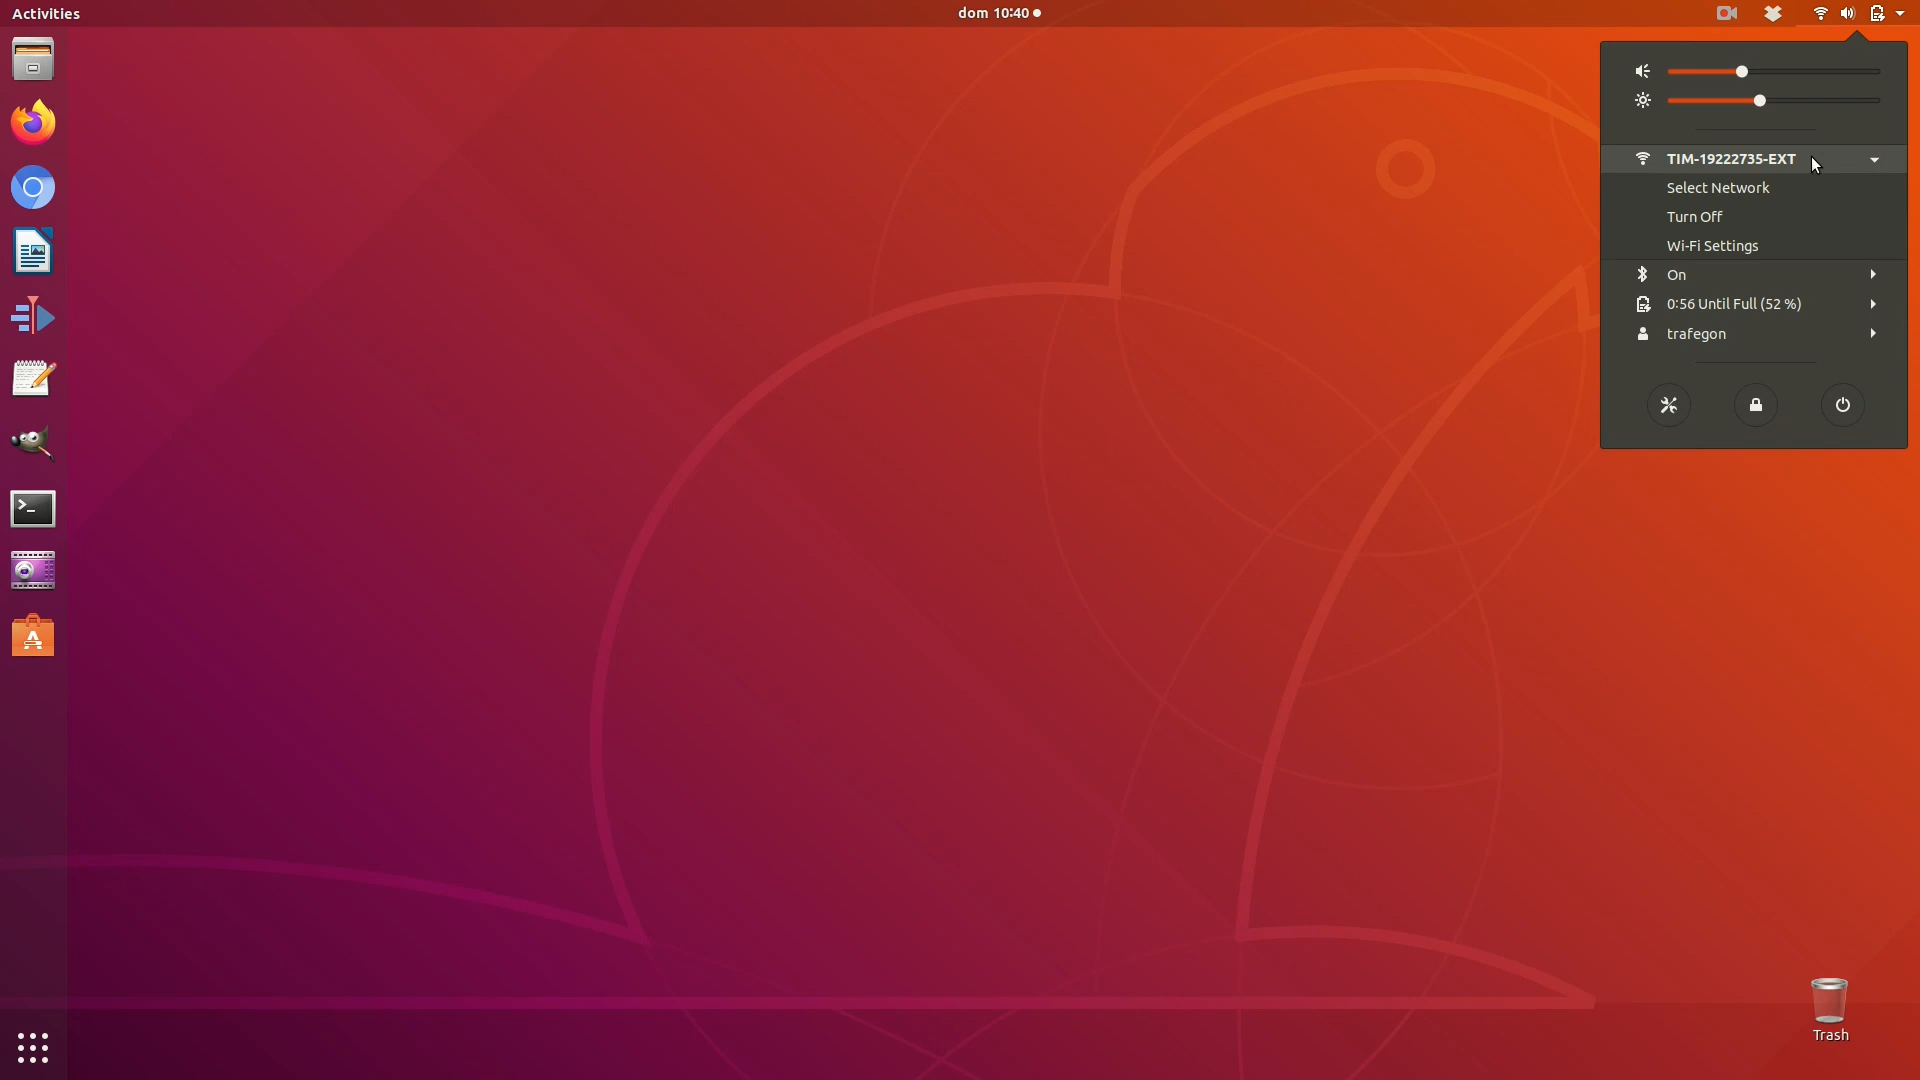 Activities
dom 10:40
TIM-19222735-EXT
Select Network
Turn Off
Wi-Fi Settings
On
0:56 Until Full (52 %)
trafegon
Trash